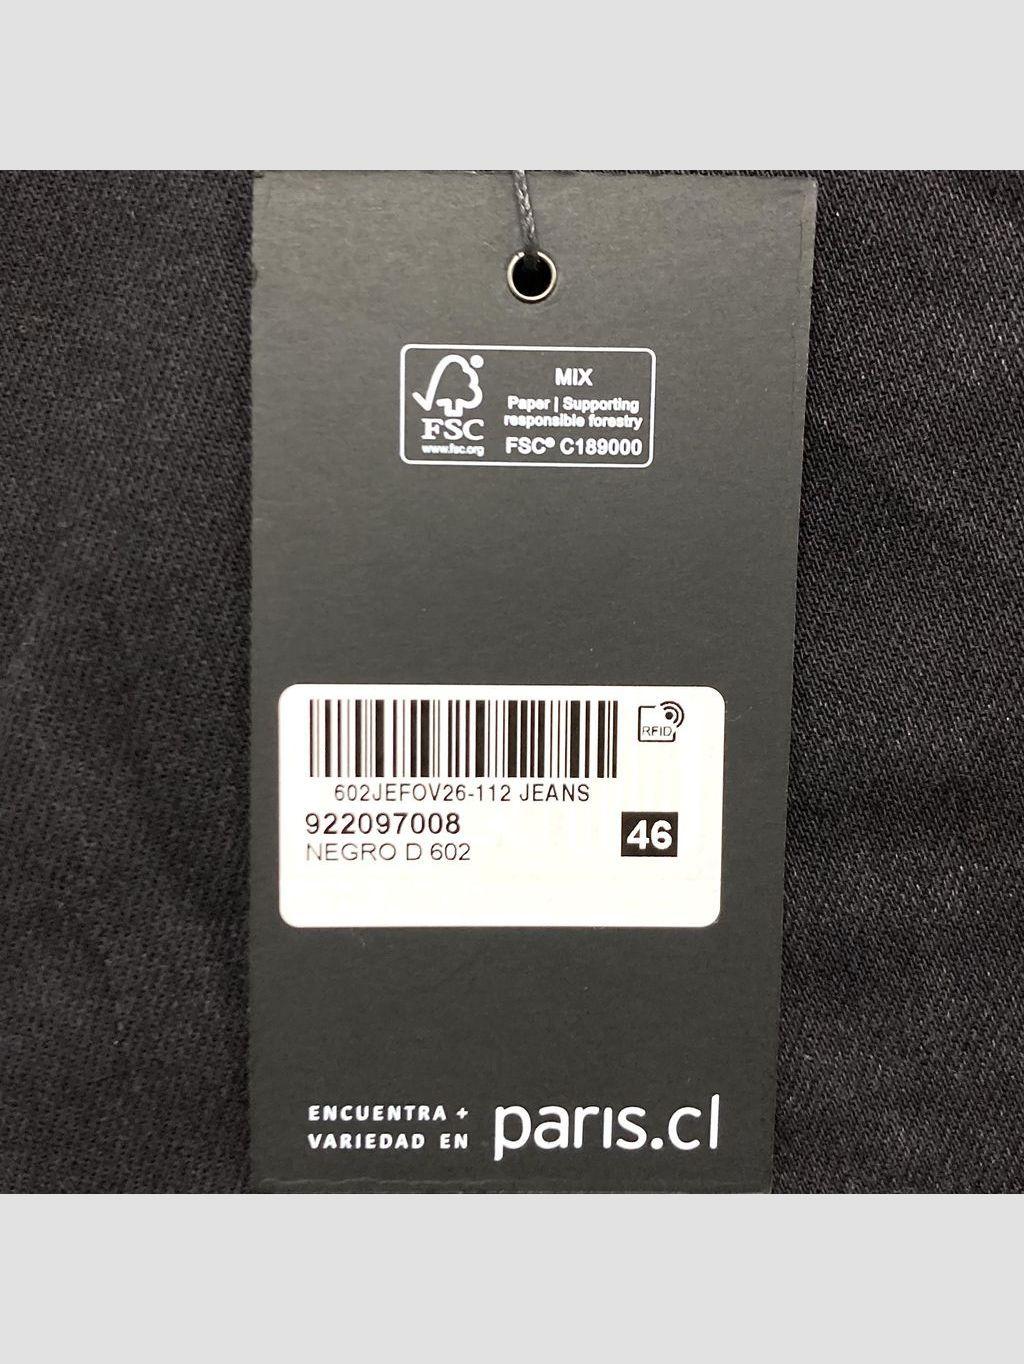 MIX
Paper | Supporting
responsible forestry
FSC® C189000
FSC
www.fsc.org
RFID
602JEFOV26-112 JEANS
922097008
46
NEGRO D 602
ENCUENTRA +
VARIEDAD EN
paris.cl